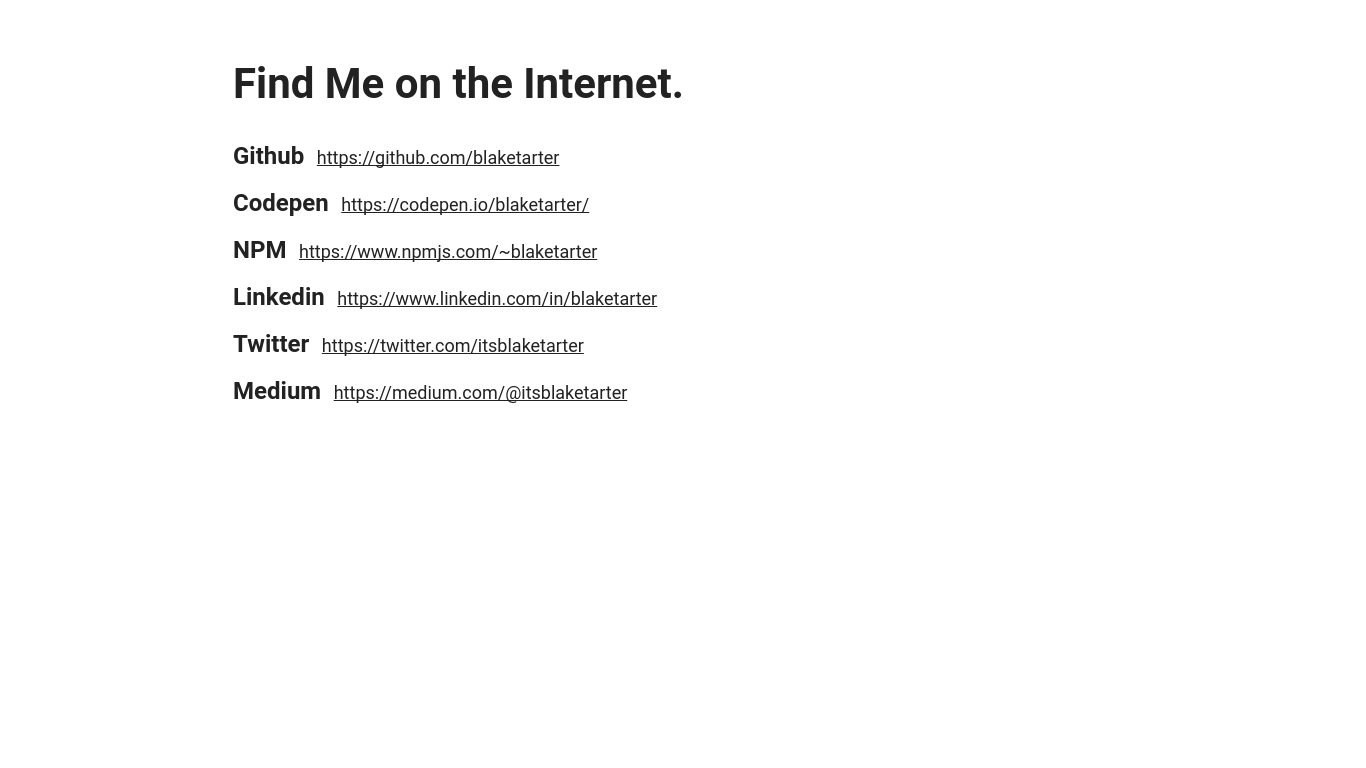 Find Me on the Internet.
Github https://github.com/blaketarter
Codepen https://codepen.io/blaketarter/
NPM https://www.npmjs.com/~blaketarter
Linkedin https://www.linkedin.com/in/blaketarter
Twitter https://twitter.com/itsblaketarter
Medium https://medium.com/@itsblaketarter